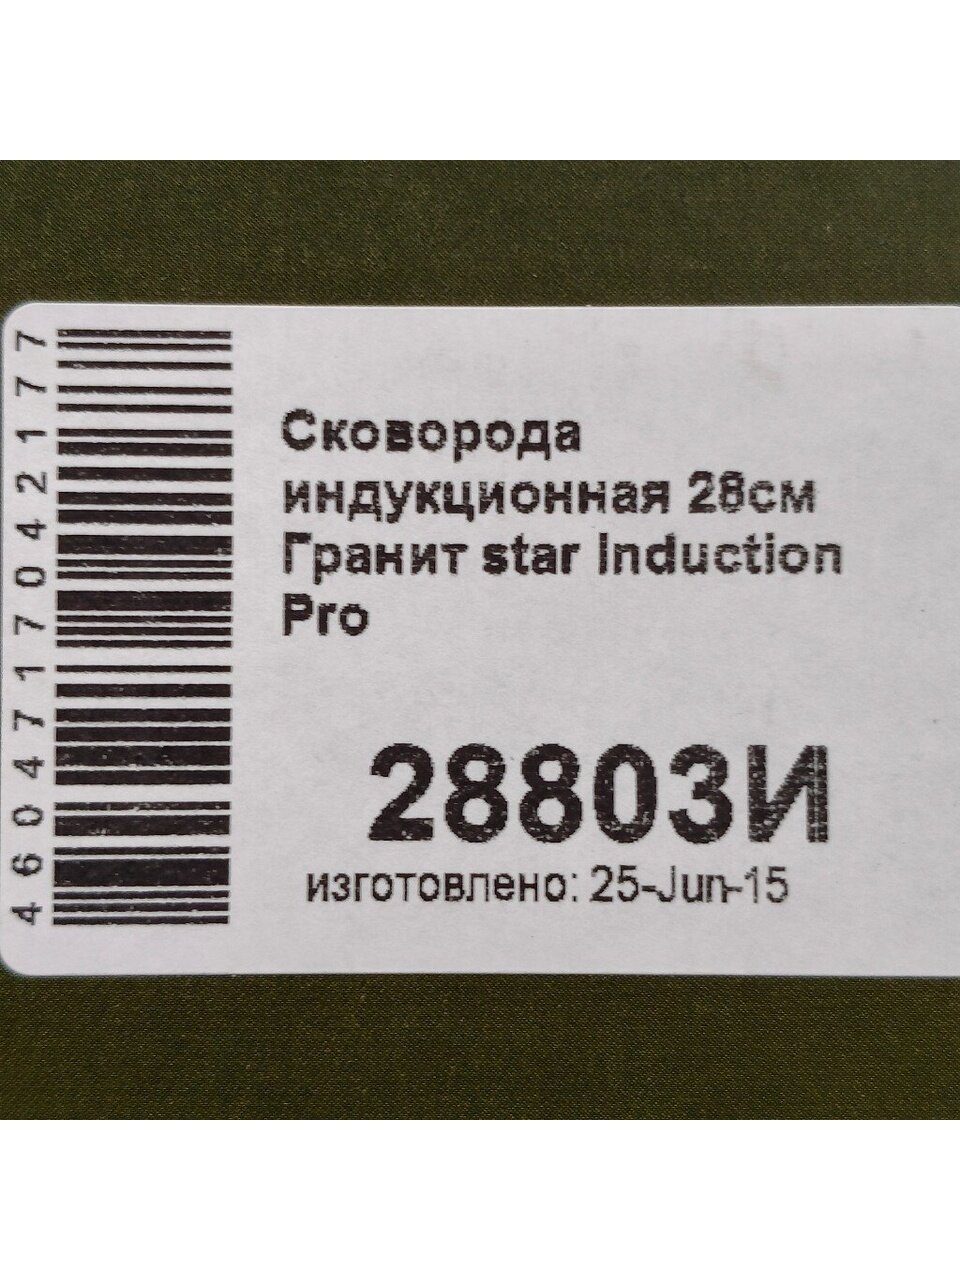 Сковорода
индукционная 28см
Гранит star Induction
Pro
28803И
изготовлено: 25-Jun-15
4604717042177